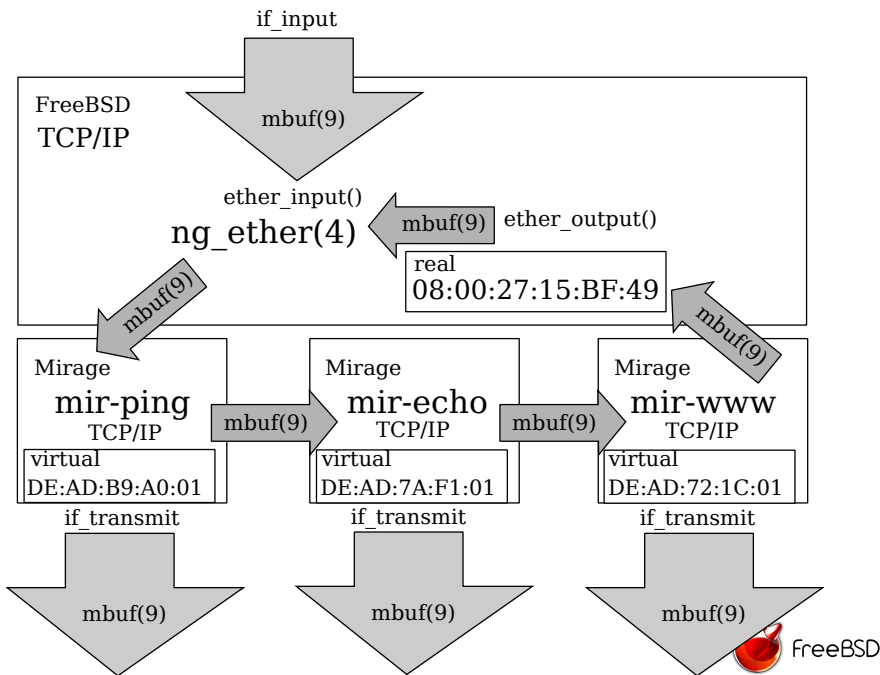 if_input
FreeBSD
TCP/IP
mbuf(9)
ether_input()
ng_ether(4)
mbuf(9)
ether_output()
real
08:00:27:15:BF:49
mbuf(9)
mbuf(9)
Mirage
mir-ping
TCP/IP
virtual
DE:AD:B9:A0:01
mbuf(9)
Mirage
mir-echo
TCP/IP
virtual
DE:AD:7A:F1:01
mbuf(9)
Mirage
mir-www
TCP/IP
virtual
DE:AD:72:1C:01
if_transmit
if_transmit
if_transmit
mbuf(9)
mbuf(9)
mbuf(9)
FreeBSD